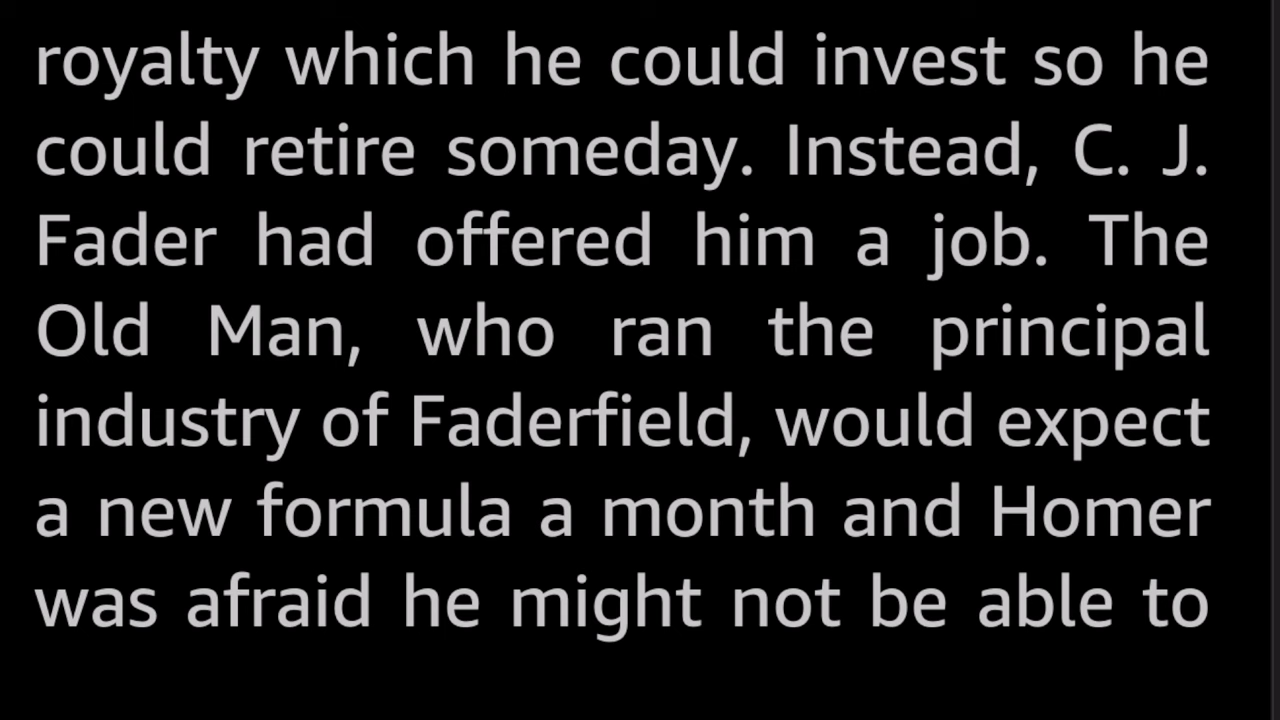 royalty which he could invest so he
could retire someday. Instead, C. J.
Fader had offered him a job. The
Old Man, who ran the principal
industry of Faderfield, would expect
a new formula a month and Homer
was afraid he might not be able to